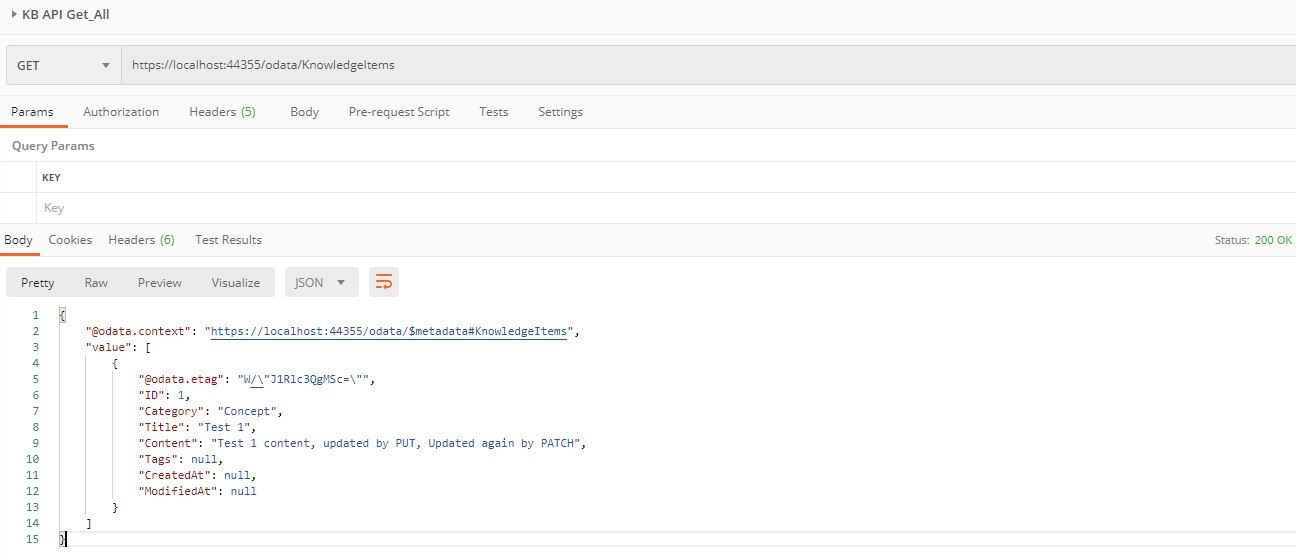 KB API Get_All
GET https://localhost:44355/odata/KnowledgeItems
Params Authorization Headers (5) Body Pre-request Script Tests Settings
Query Params
KEY
Key
Body Cookies Headers (6) Test Results Status: 200 OK
Pretty Raw Preview Visualize JSON
1 {
2 "@odata.context": "https://localhost:44355/odata/$metadata#KnowledgeItems",
3 "value": [
4 {
5 "@odata.etag": "W/\"J1Rlc3QgMSc=\"",
6 "ID": 1,
7 "Category": "Concept",
8 "Title": "Test 1",
9 "Content": "Test 1 content, updated by PUT, Updated again by PATCH",
10 "Tags": null,
11 "CreatedAt": null,
12 "ModifiedAt": null
13 }
14 ]
15 }